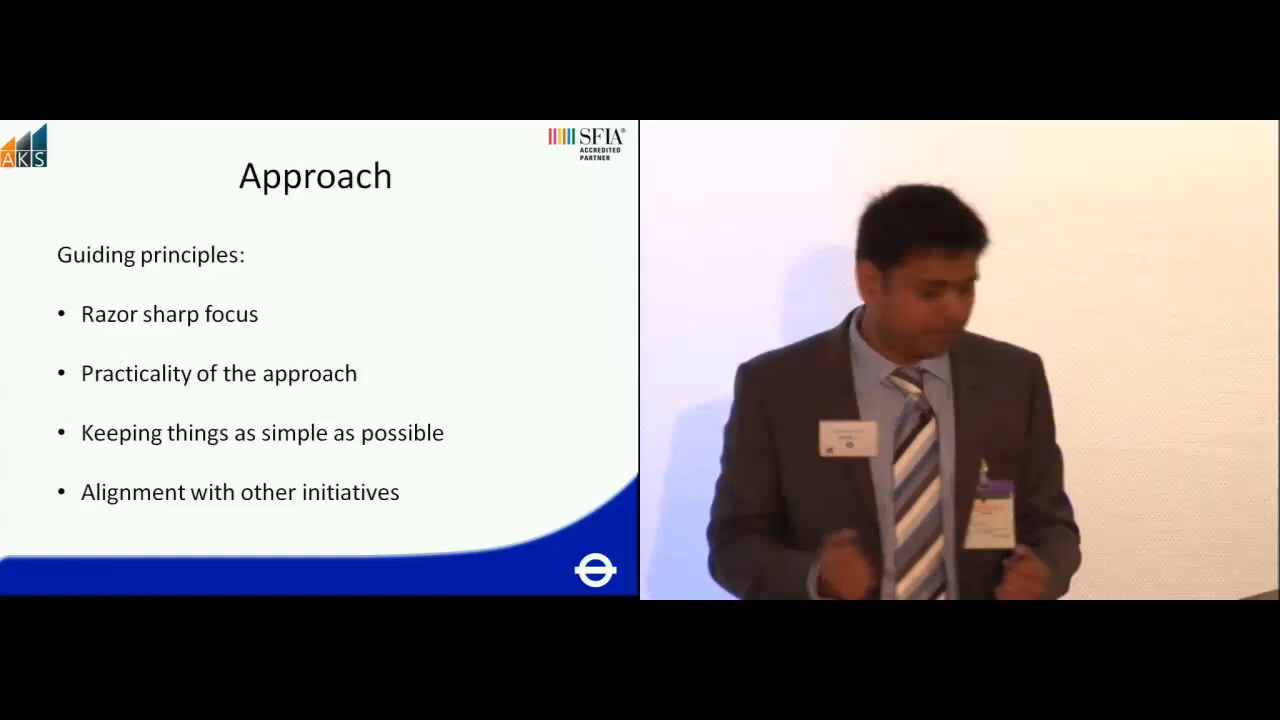 AKS
SFIA®
ACCREDITED
PARTNER
Approach
Guiding principles:
• Razor sharp focus
• Practicality of the approach
• Keeping things as simple as possible
• Alignment with other initiatives